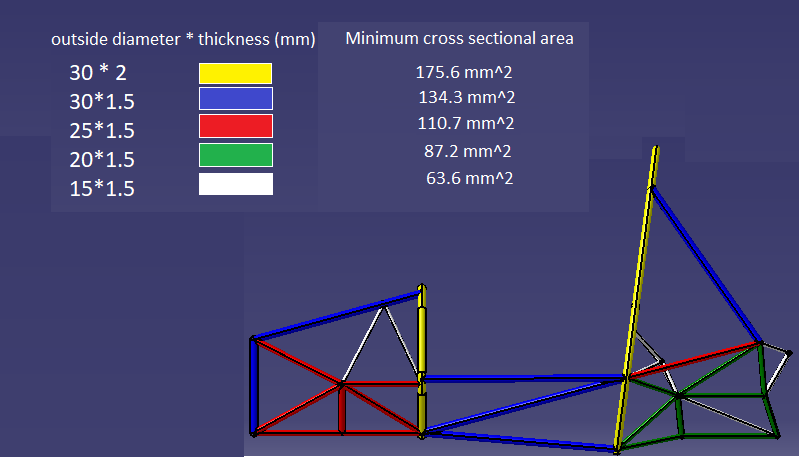 outside diameter * thickness (mm) Minimum cross sectional area
30 * 2 175.6 mm^2
30*1.5 134.3 mm^2
25*1.5 110.7 mm^2
20*1.5 87.2 mm^2
15*1.5 63.6 mm^2